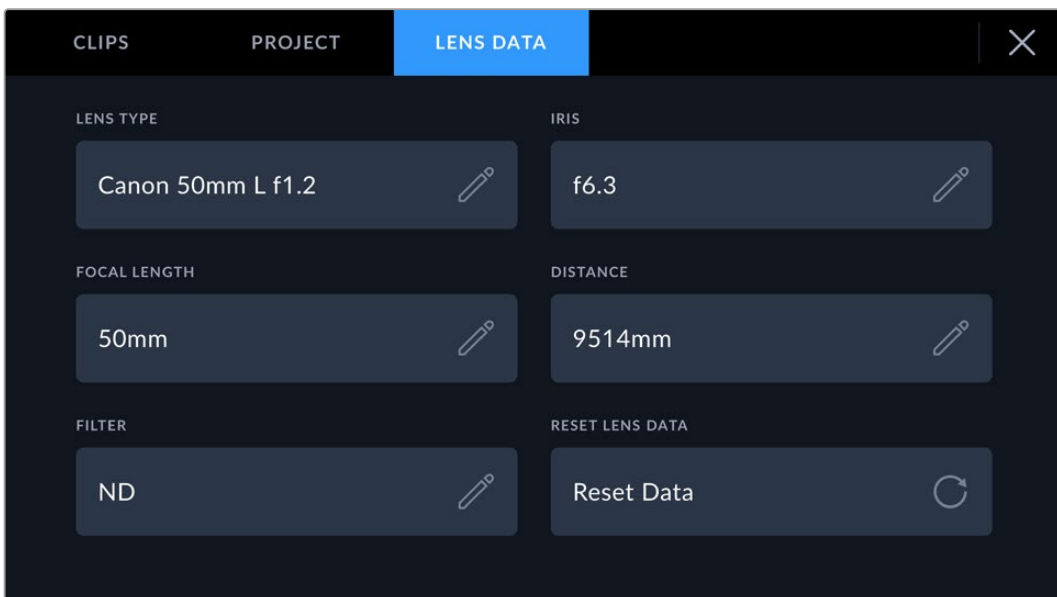 CLIPS PROJECT LENS DATA
LENS TYPE
Canon 50mm L f1.2
IRIS
f6.3
FOCAL LENGTH
50mm
DISTANCE
9514mm
FILTER
ND
RESET LENS DATA
Reset Data